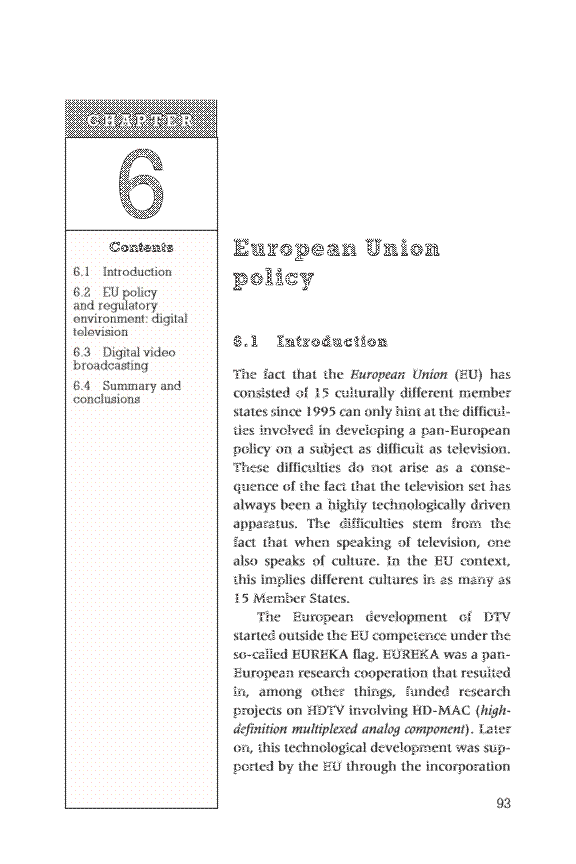 CHAPTER
6
Contents
6.1 Introduction
6.2 EU policy
and regulatory
environment: digital
television
6.3 Digital video
broadcasting
6.4 Summary and
conclusions
European Union
policy
6.1 Introduction
The fact that the European Union (EU) has
consisted of 15 culturally different member
states since 1995 can only hint at the difficul-
ties involved in developing a pan-European
policy on a subject as difficult as television.
These difficulties do not arise as a conse-
quence of the fact that the television set has
always been a highly technologically driven
apparatus. The difficulties stem from the
fact that when speaking of television, one
also speaks of culture. In the EU context,
this implies different cultures in as many as
15 Member States.
The European development of DTV
started outside the EU competence under the
so-called EUREKA flag. EUREKA was a pan-
European research cooperation that resulted
in, among other things, funded research
projects on HDTV involving HD-MAC (high-
definition multiplexed analog component). Later
on, this technological development was sup-
ported by the EU through the incorporation
93